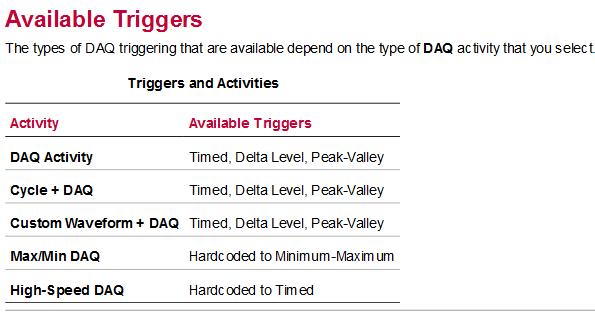 Available Triggers
The types of DAQ triggering that are available depend on the type of DAQ activity that you select.
Triggers and Activities
Activity Available Triggers
DAQ Activity Timed, Delta Level, Peak-Valley
Cycle + DAQ Timed, Delta Level, Peak-Valley
Custom Waveform + DAQ Timed, Delta Level, Peak-Valley
Max/Min DAQ Hardcoded to Minimum-Maximum
High-Speed DAQ Hardcoded to Timed